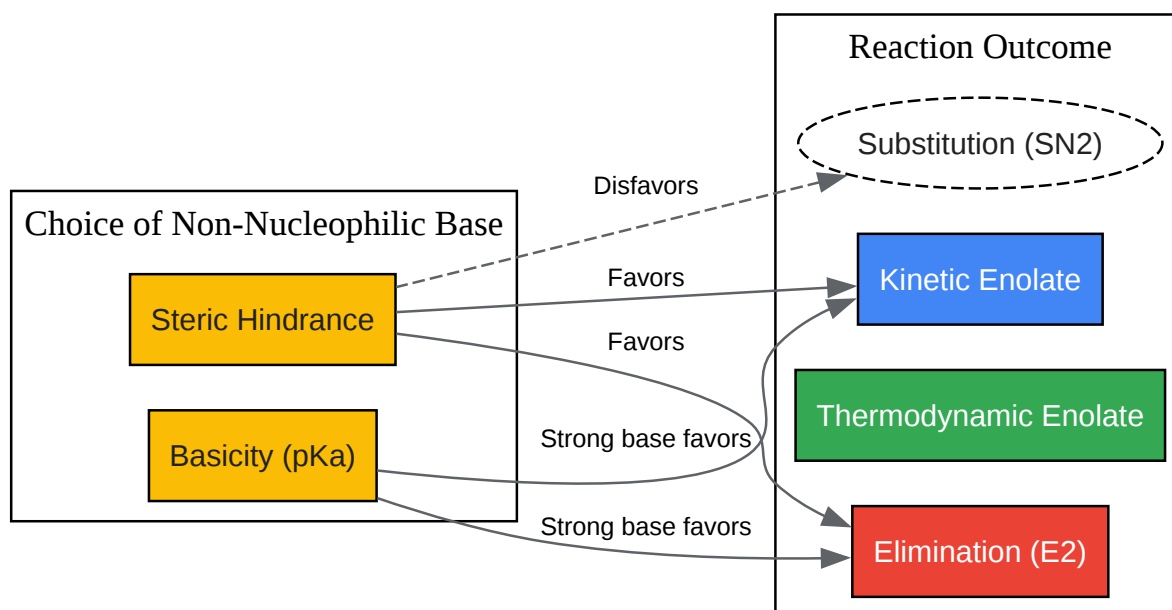 Reaction Outcome
Substitution (SN2)
Disfavors
Choice of Non-Nucleophilic Base
Favors
Kinetic Enolate
Steric Hindrance
Favors
Thermodynamic Enolate
Strong base favors
Basicity (pKa)
Strong base favors
Elimination (E2)